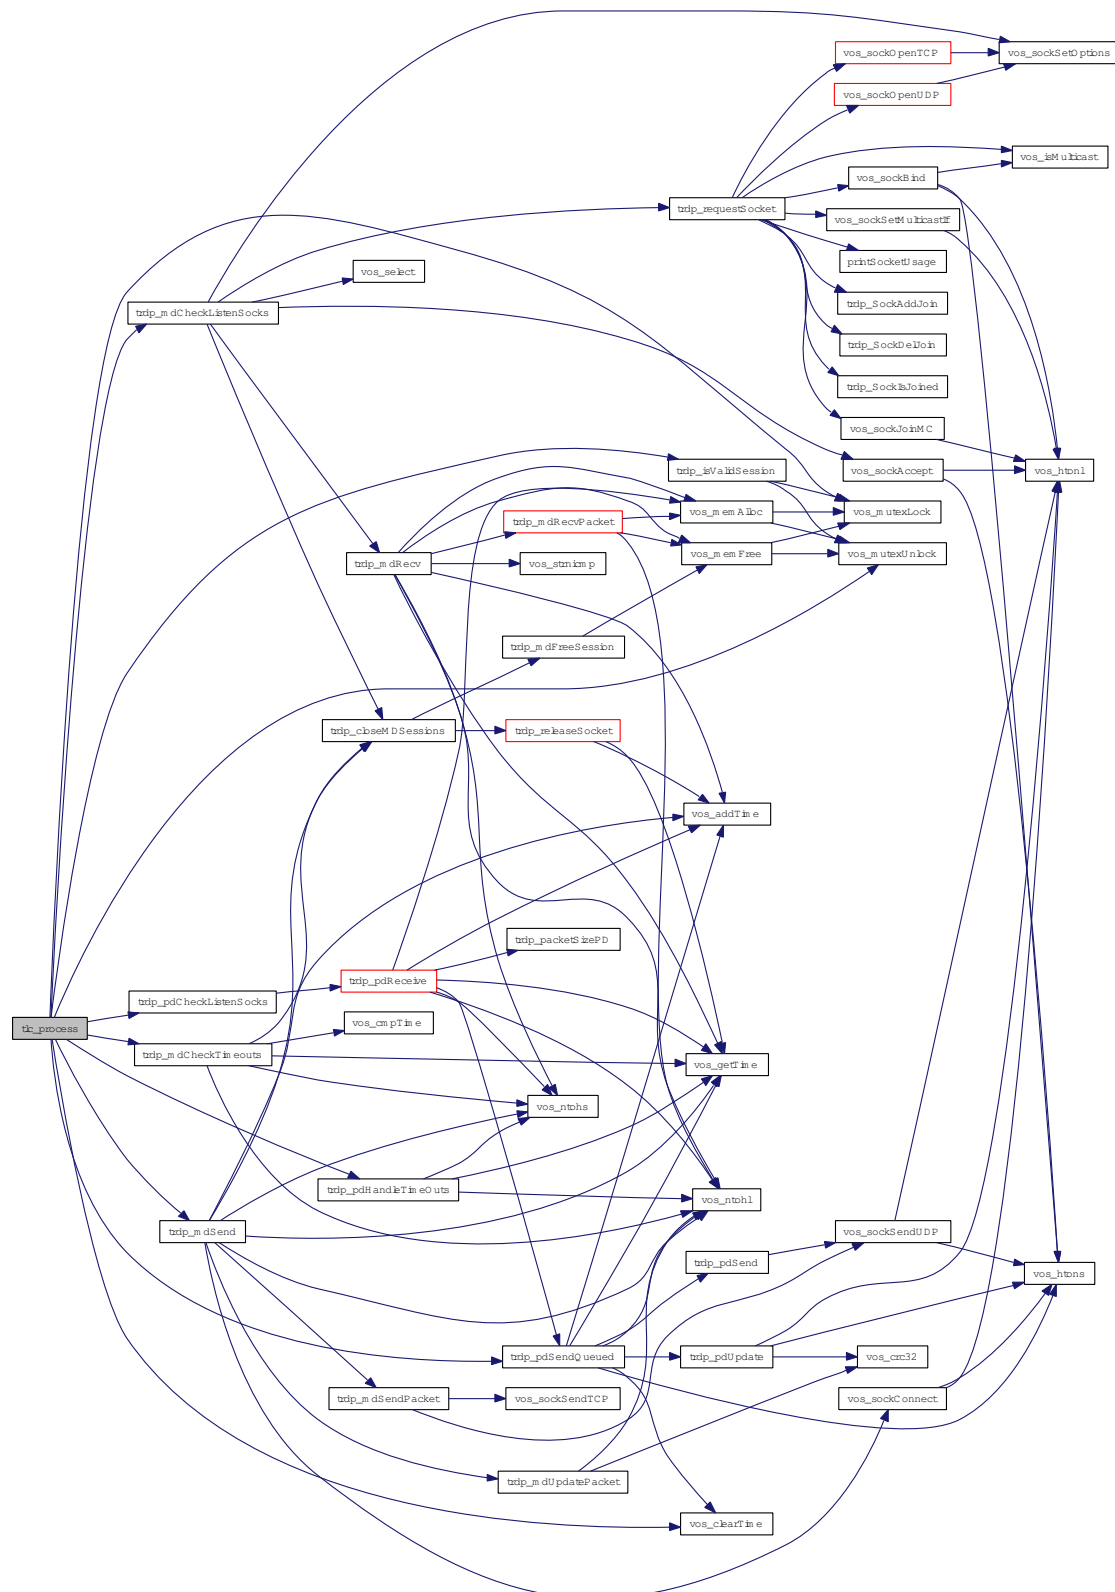 vos_sockOpenTCP
vos_sockSetOptions
vos_sockOpenUDP
vos_isMulticast
vos_sockBind
trdp_requestSocket
vos_sockSetMulticastIf
printSocketUsage
vos_select
trdp_SockAddJoin
trdp_mdCheckListenSocks
trdp_SockDelJoin
trdp_SockIsJoined
vos_sockJoinMC
trdp_isValidSession
vos_sockAccept
vos_htonl
vos_memAlloc
vos_mutexLock
trdp_mdRecvPacket
vos_memFree
vos_mutexUnlock
trdp_mdRecv
vos_strnicmp
trdp_mdFreeSession
trdp_closeMDSessions
trdp_releaseSocket
vos_addTime
trdp_packetSizePD
trdp_pdReceive
trdp_pdCheckListenSocks
vos_cmpTime
tlc_process
trdp_mdCheckTimeouts
vos_getTime
vos_ntohs
trdp_pdHandleTimeOuts
vos_ntohl
trdp_mdSend
vos_sockSendUDP
trdp_pdSend
vos_htons
trdp_pdSendQueued
trdp_pdUpdate
vos_crc32
trdp_mdSendPacket
vos_sockSendTCP
vos_sockConnect
trdp_mdUpdatePacket
vos_clearTime